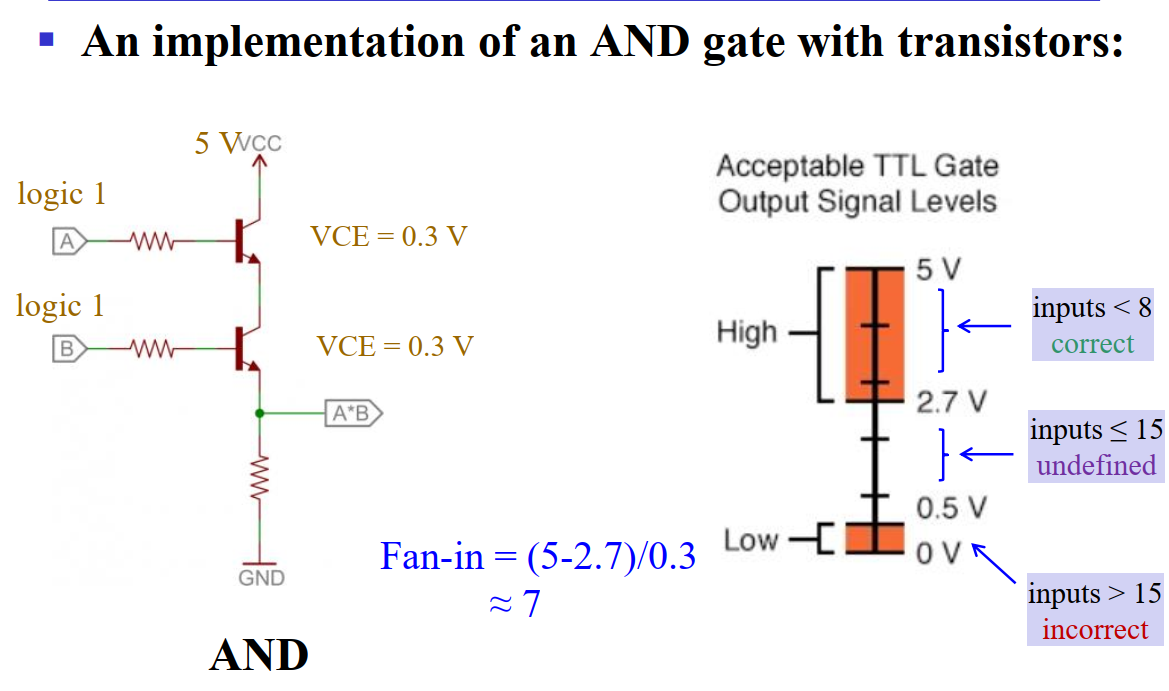 An implementation of an AND gate with transistors:
5 V
VCC
logic 1
A
VCE = 0.3 V
logic 1
B
VCE = 0.3 V
A*B
GND
AND
Fan-in = (5-2.7)/0.3
≈ 7
Acceptable TTL Gate
Output Signal Levels
High
5 V
2.7 V
Low
0.5 V
0 V
inputs < 8
correct
inputs ≤ 15
undefined
inputs > 15
incorrect